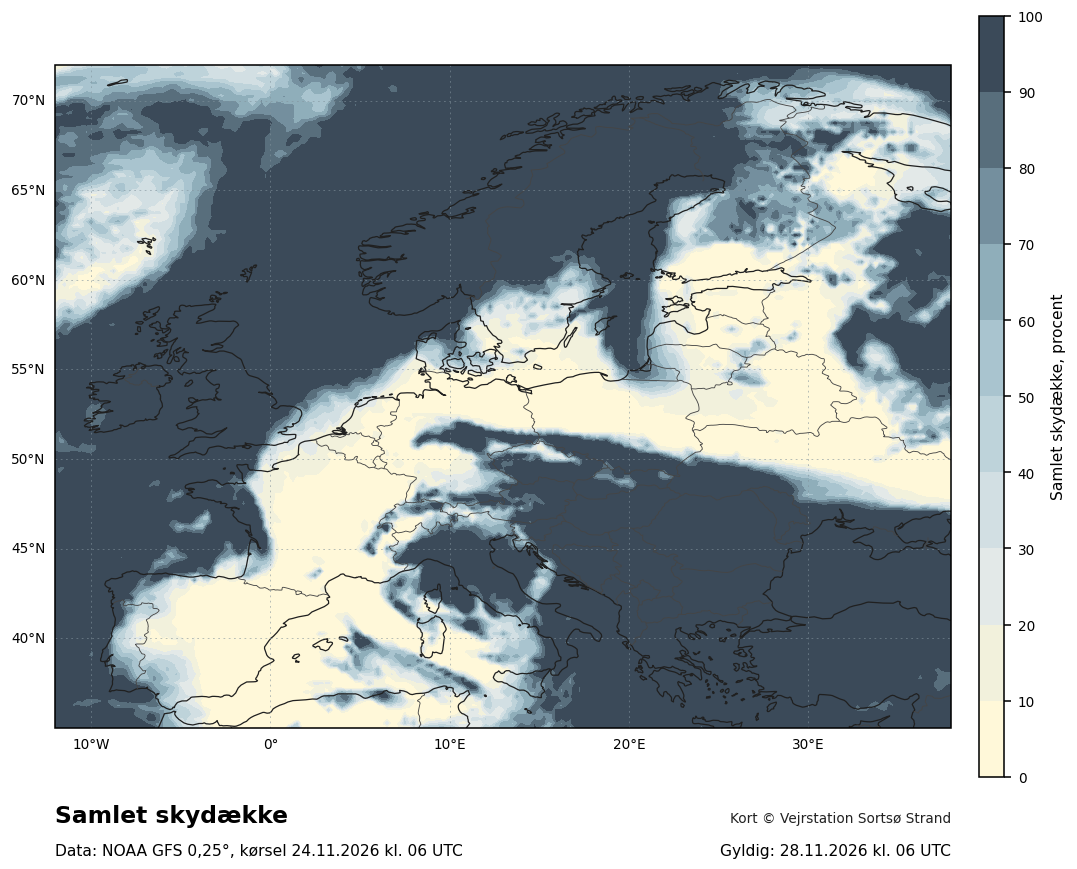 100
90
80
70
60
50
40
30
20
10
0
Samlet skydække, procent
70°N
65°N
60°N
55°N
50°N
45°N
40°N
10°W
0°
10°E
20°E
30°E
Samlet skydække
Kort © Vejrstation Sortsø Strand
Data: NOAA GFS 0,25°, kørsel 24.11.2026 kl. 06 UTC
Gyldig: 28.11.2026 kl. 06 UTC